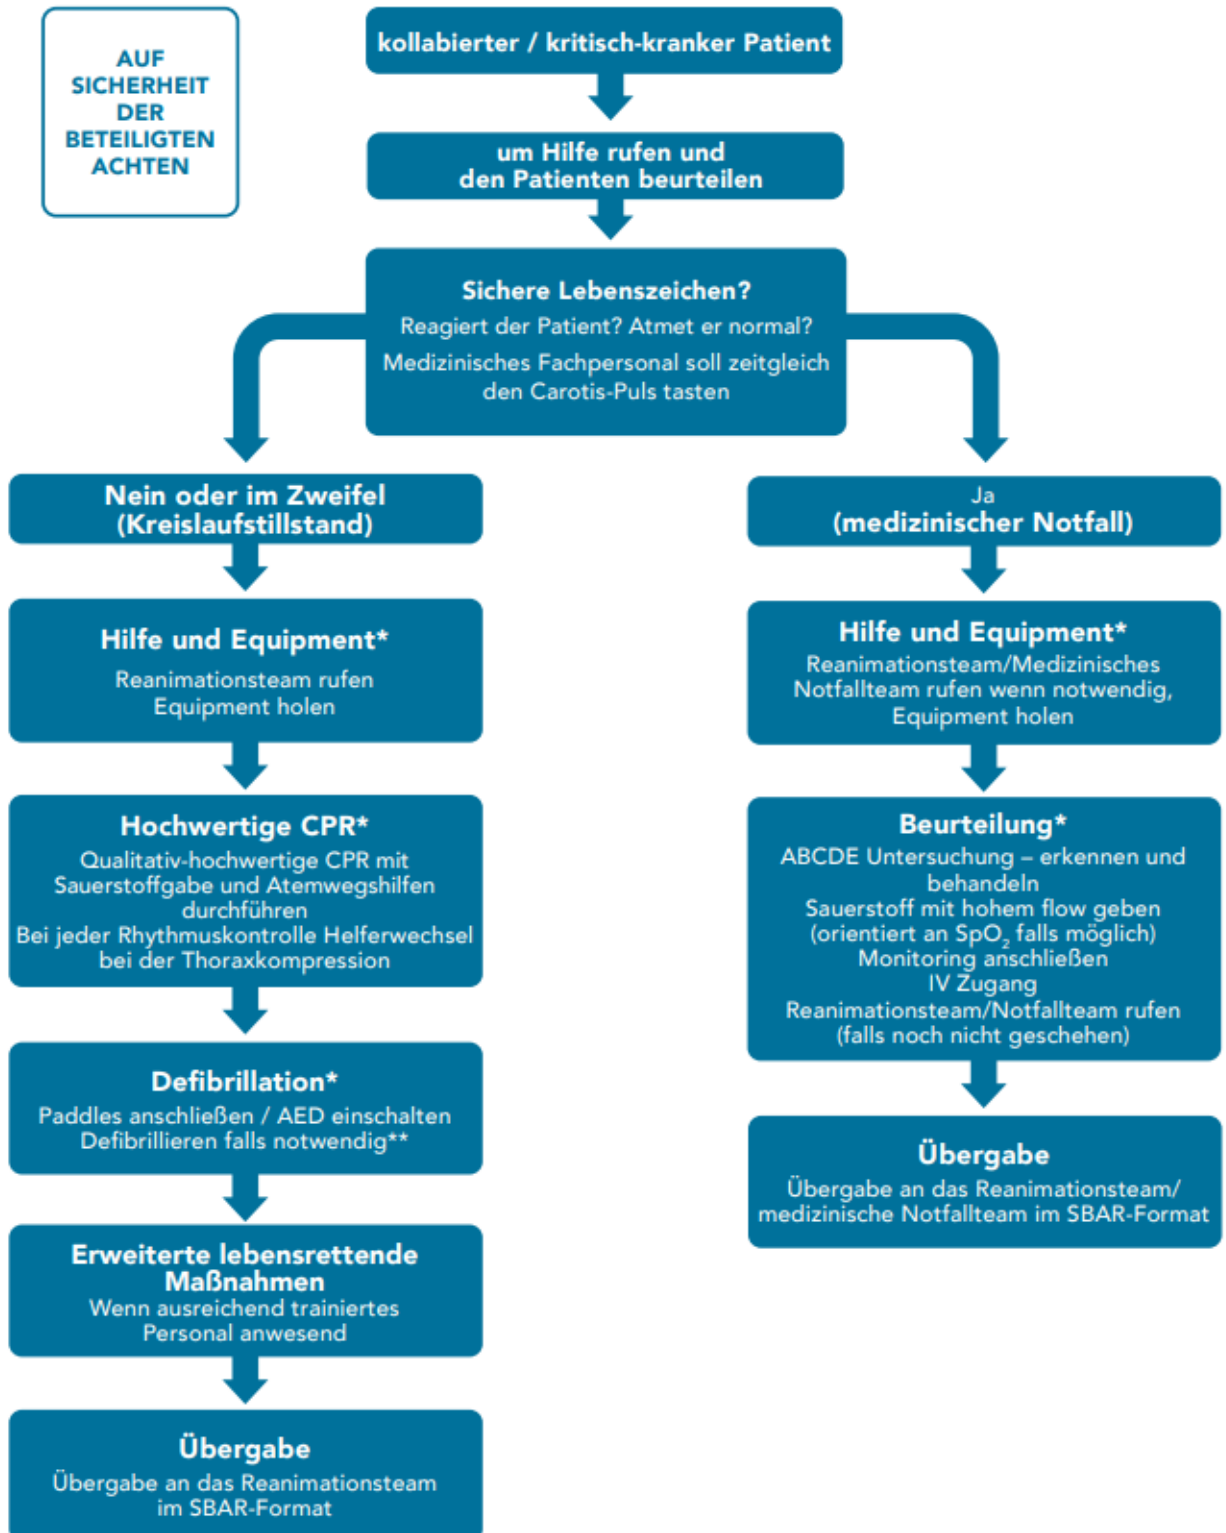 AUF
SICHERHEIT
DER
BETEILIGTEN
ACHTEN
kollabierter / kritisch-kranker Patient
um Hilfe rufen und
den Patienten beurteilen
Sichere Lebenszeichen?
Reagiert der Patient? Atmet er normal?
Medizinisches Fachpersonal soll zeitgleich
den Carotis-Puls tasten
Nein oder im Zweifel
(Kreislaufstillstand)
Hilfe und Equipment*
Reanimationsteam rufen
Equipment holen
Hochwertige CPR*
Qualitativ-hochwertige CPR mit
Sauerstoffgabe und Atemwegshilfen
durchführen
Bei jeder Rhythmuskontrolle Helferwechsel
bei der Thoraxkompression
Defibrillation*
Paddles anschließen / AED einschalten
Defibrillieren falls notwendig**
Erweiterte lebensrettende
Maßnahmen
Wenn ausreichend trainiertes
Personal anwesend
Übergabe
Übergabe an das Reanimationsteam
im SBAR-Format
Ja
(medizinischer Notfall)
Hilfe und Equipment*
Reanimationsteam/Medizinisches
Notfallteam rufen wenn notwendig,
Equipment holen
Beurteilung*
ABCDE Untersuchung – erkennen und
behandeln
Sauerstoff mit hohem flow geben
(orientiert an SpO₂ falls möglich)
Monitoring anschließen
IV Zugang
Reanimationsteam/Notfallteam rufen
(falls noch nicht geschehen)
Übergabe
Übergabe an das Reanimationsteam/
medizinische Notfallteam im SBAR-Format